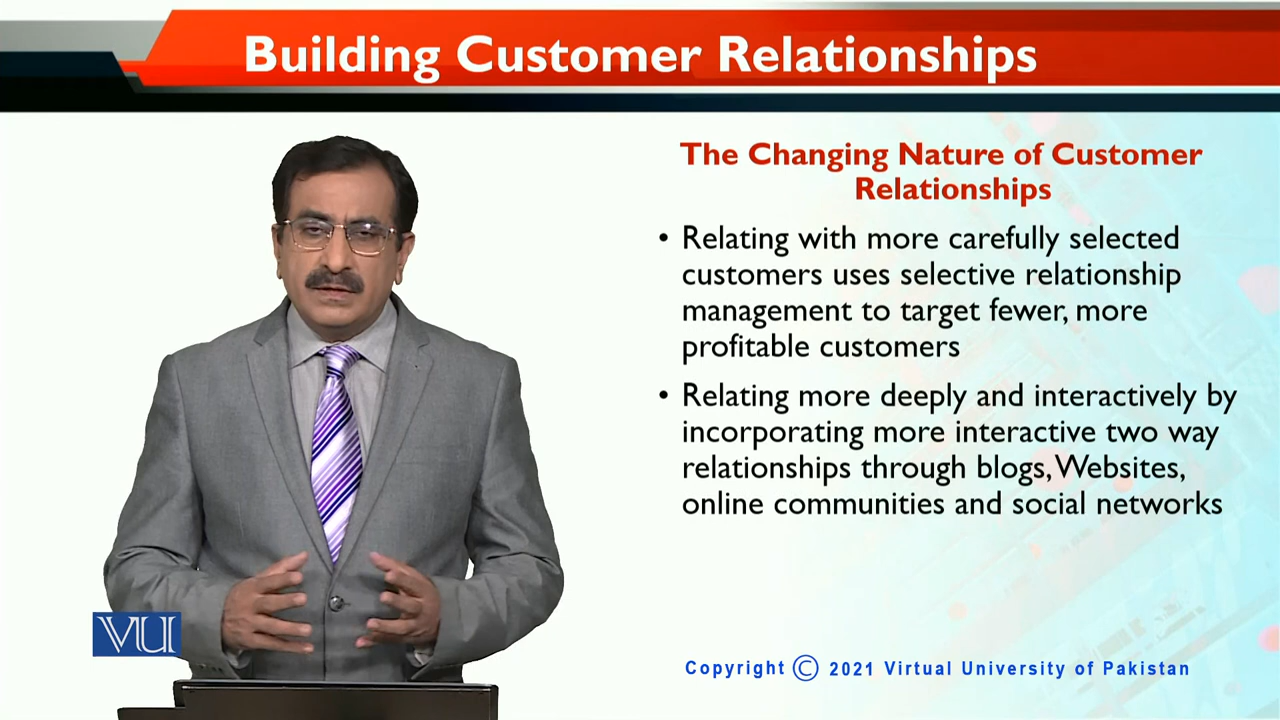 Building Customer Relationships
The Changing Nature of Customer
Relationships
• Relating with more carefully selected
customers uses selective relationship
management to target fewer, more
profitable customers
• Relating more deeply and interactively by
incorporating more interactive two way
relationships through blogs, Websites,
online communities and social networks
VU
Copyright © 2021 Virtual University of Pakistan